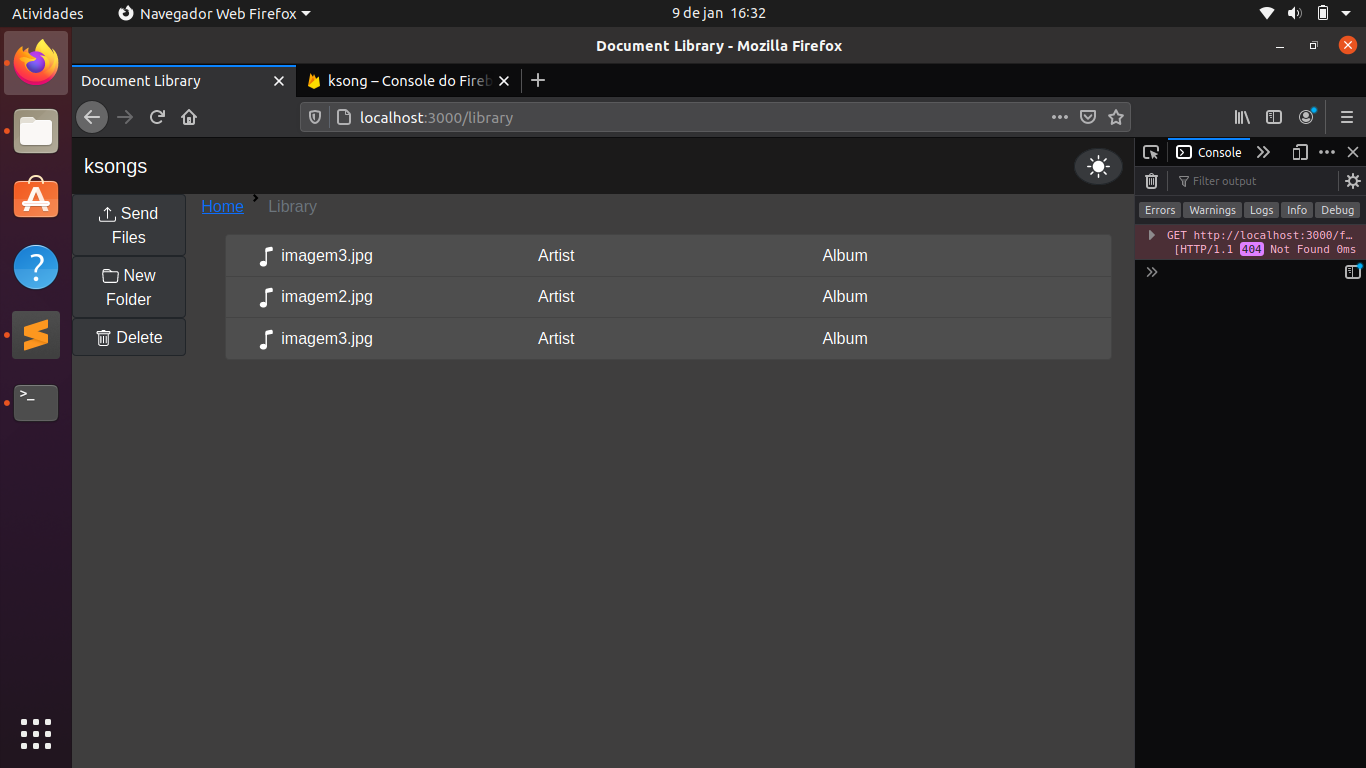 Atividades
Navegador Web Firefox
9 de jan 16:32
Document Library - Mozilla Firefox
Document Library
ksong – Console do Fireb
localhost:3000/library
ksongs
Console
Filter output
Errors
Warnings
Logs
Info
Debug
GET http://localhost:3000/f…
[HTTP/1.1 404 Not Found 0ms
Send
Files
New
Folder
Delete
Home
Library
imagem3.jpg Artist Album
imagem2.jpg Artist Album
imagem3.jpg Artist Album